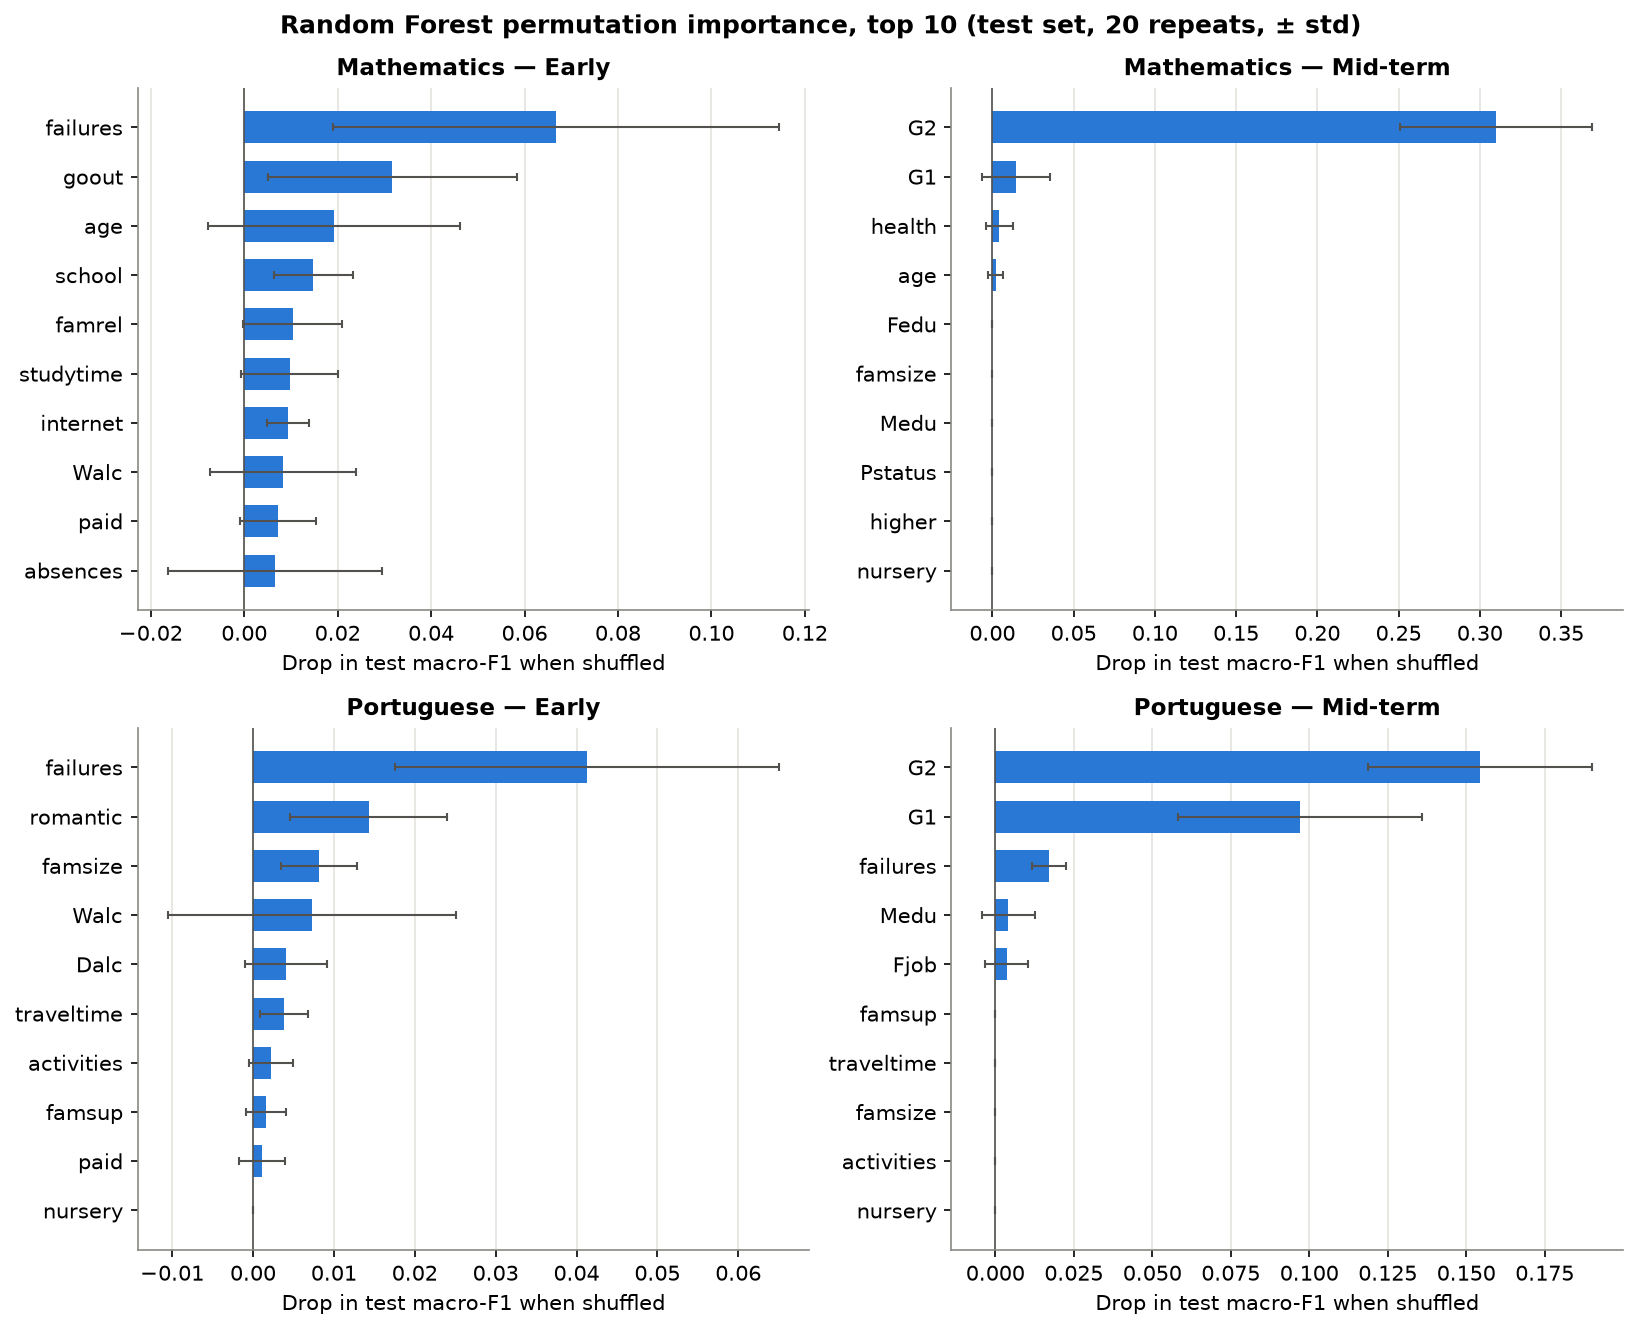 Random Forest permutation importance, top 10 (test set, 20 repeats, ± std)
Mathematics — Early
failures
goout
age
school
famrel
studytime
internet
Walc
paid
absences
−0.02 0.00 0.02 0.04 0.06 0.08 0.10 0.12
Drop in test macro-F1 when shuffled
Mathematics — Mid-term
G2
G1
health
age
Fedu
famsize
Medu
Pstatus
higher
nursery
0.00 0.05 0.10 0.15 0.20 0.25 0.30 0.35
Drop in test macro-F1 when shuffled
Portuguese — Early
failures
romantic
famsize
Walc
Dalc
traveltime
activities
famsup
paid
nursery
−0.01 0.00 0.01 0.02 0.03 0.04 0.05 0.06
Drop in test macro-F1 when shuffled
Portuguese — Mid-term
G2
G1
failures
Medu
Fjob
famsup
traveltime
famsize
activities
nursery
0.000 0.025 0.050 0.075 0.100 0.125 0.150 0.175
Drop in test macro-F1 when shuffled